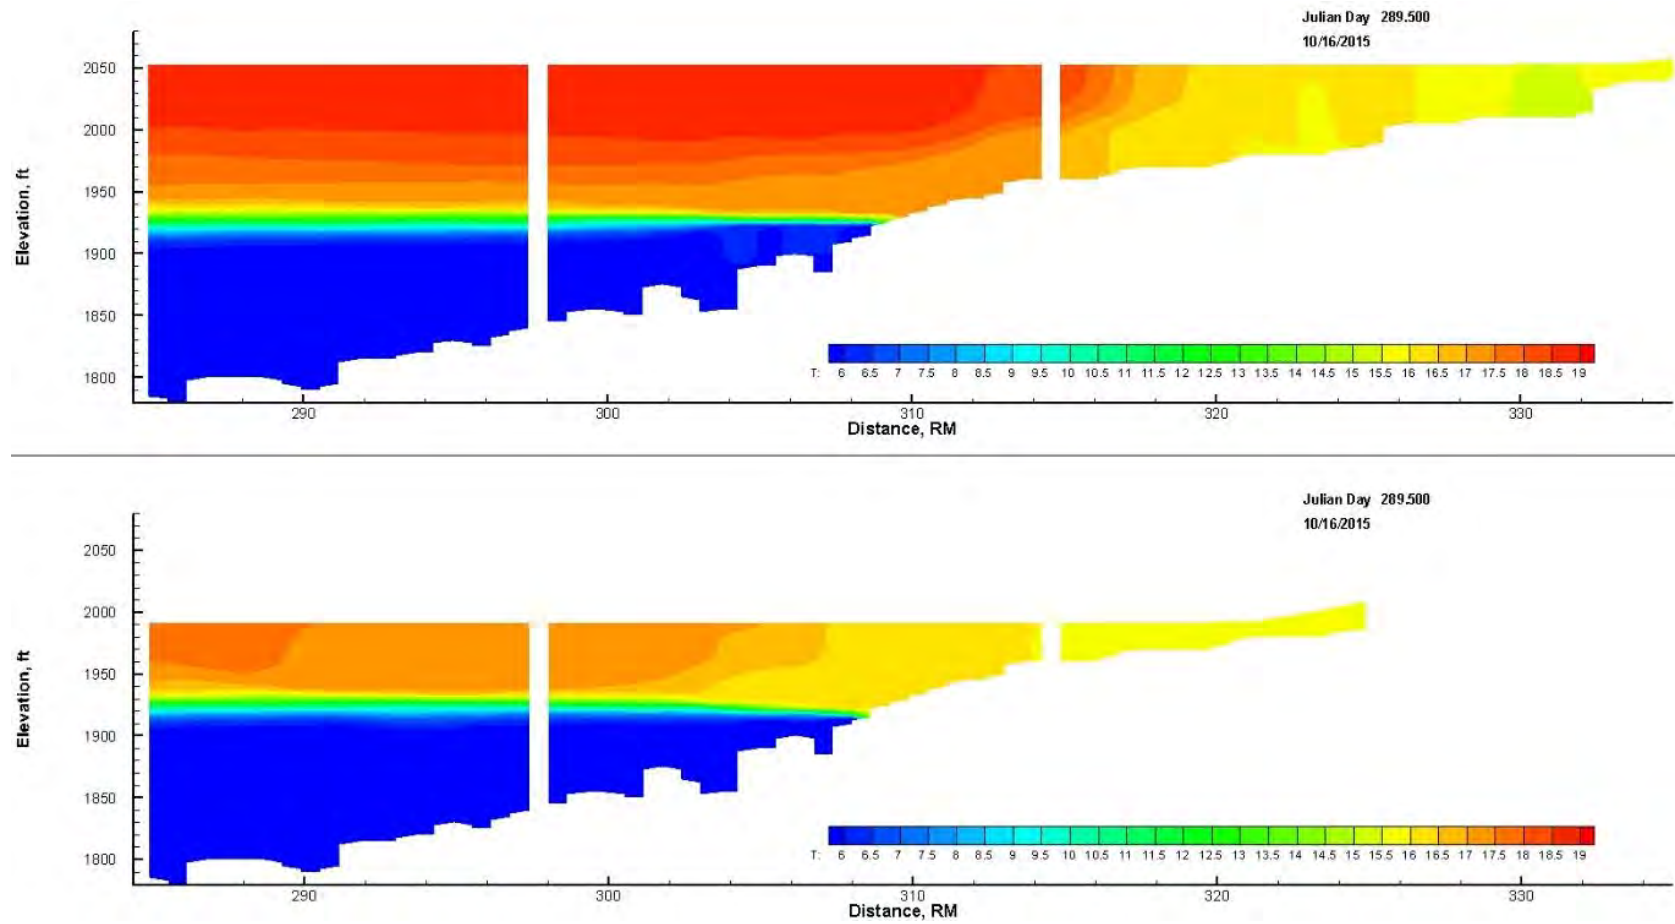 Julian Day 289.500
10/16/2015
Elevation, ft
2050
2000
1950
1900
1850
1800
T: 6 6.5 7 7.5 8 8.5 9 9.5 10 10.5 11 11.5 12 12.5 13 13.5 14 14.5 15 15.5 16 16.5 17 17.5 18 18.5 19
290 300 310 320 330
Distance, RM
Julian Day 289.500
10/16/2015
Elevation, ft
2050
2000
1950
1900
1850
1800
T: 6 6.5 7 7.5 8 8.5 9 9.5 10 10.5 11 11.5 12 12.5 13 13.5 14 14.5 15 15.5 16 16.5 17 17.5 18 18.5 19
290 300 310 320 330
Distance, RM